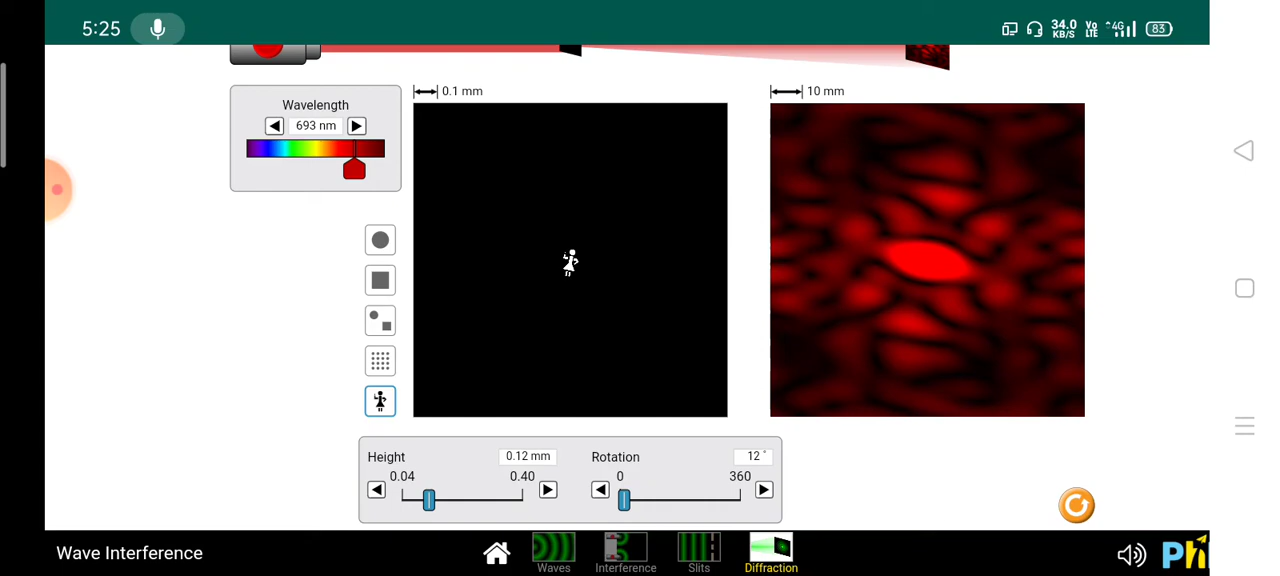 5:25
34.0
KB/S
Vo
LTE
4G
83
0.1 mm
10 mm
Wavelength
693 nm
Height
0.12 mm
0.04
0.40
Rotation
12 °
0
360
Wave Interference
Waves
Interference
Slits
Diffraction